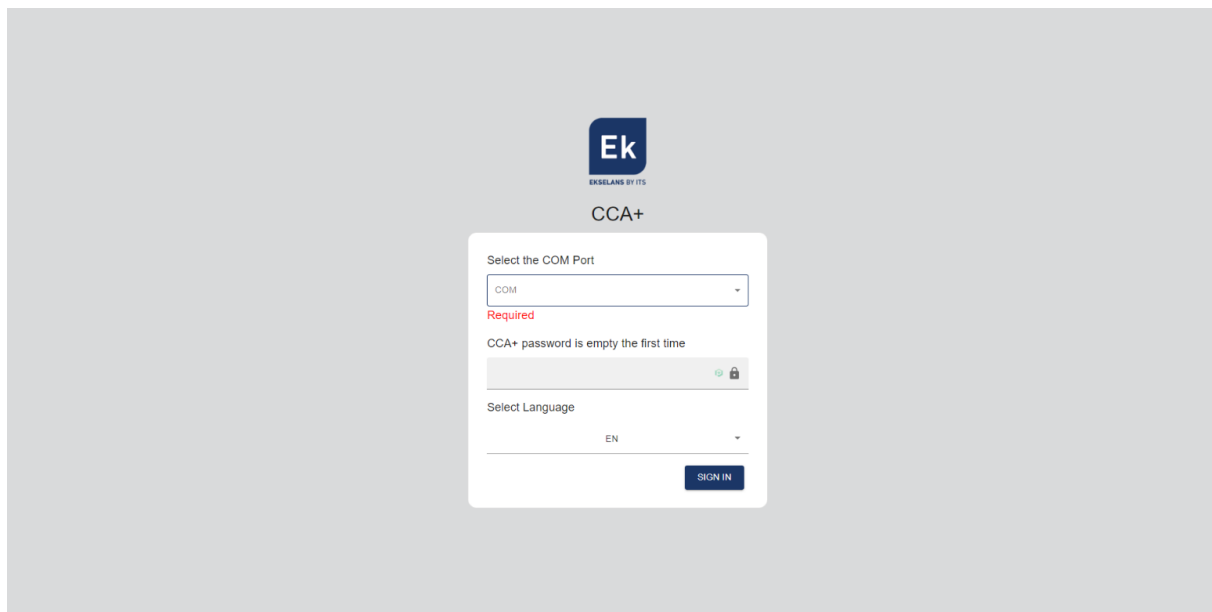 Ek
EKSELANS BY ITS
CCA+
Select the COM Port
COM
Required
CCA+ password is empty the first time
Select Language
EN
SIGN IN